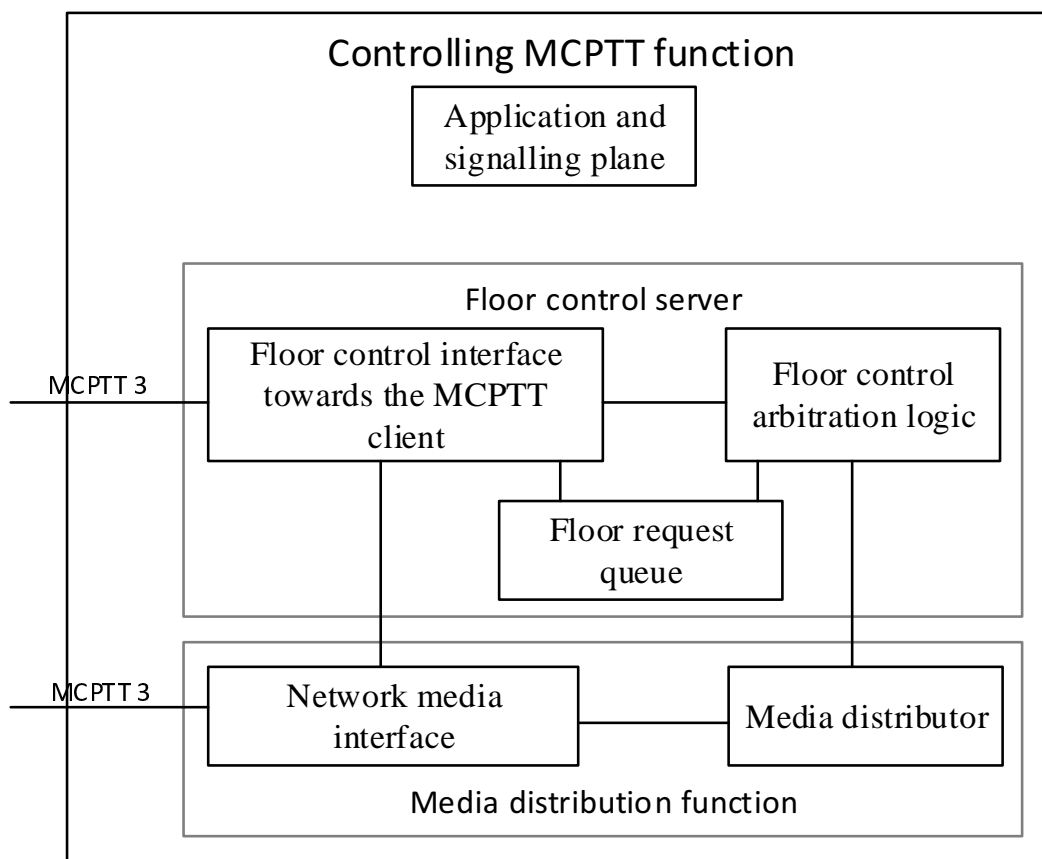 Controlling MCPTT function
Application and
signalling plane
Floor control server
Floor control interface
towards the MCPTT
client
Floor control
arbitration logic
MCPTT 3
Floor request
queue
MCPTT 3
Network media
interface
Media distributor
Media distribution function